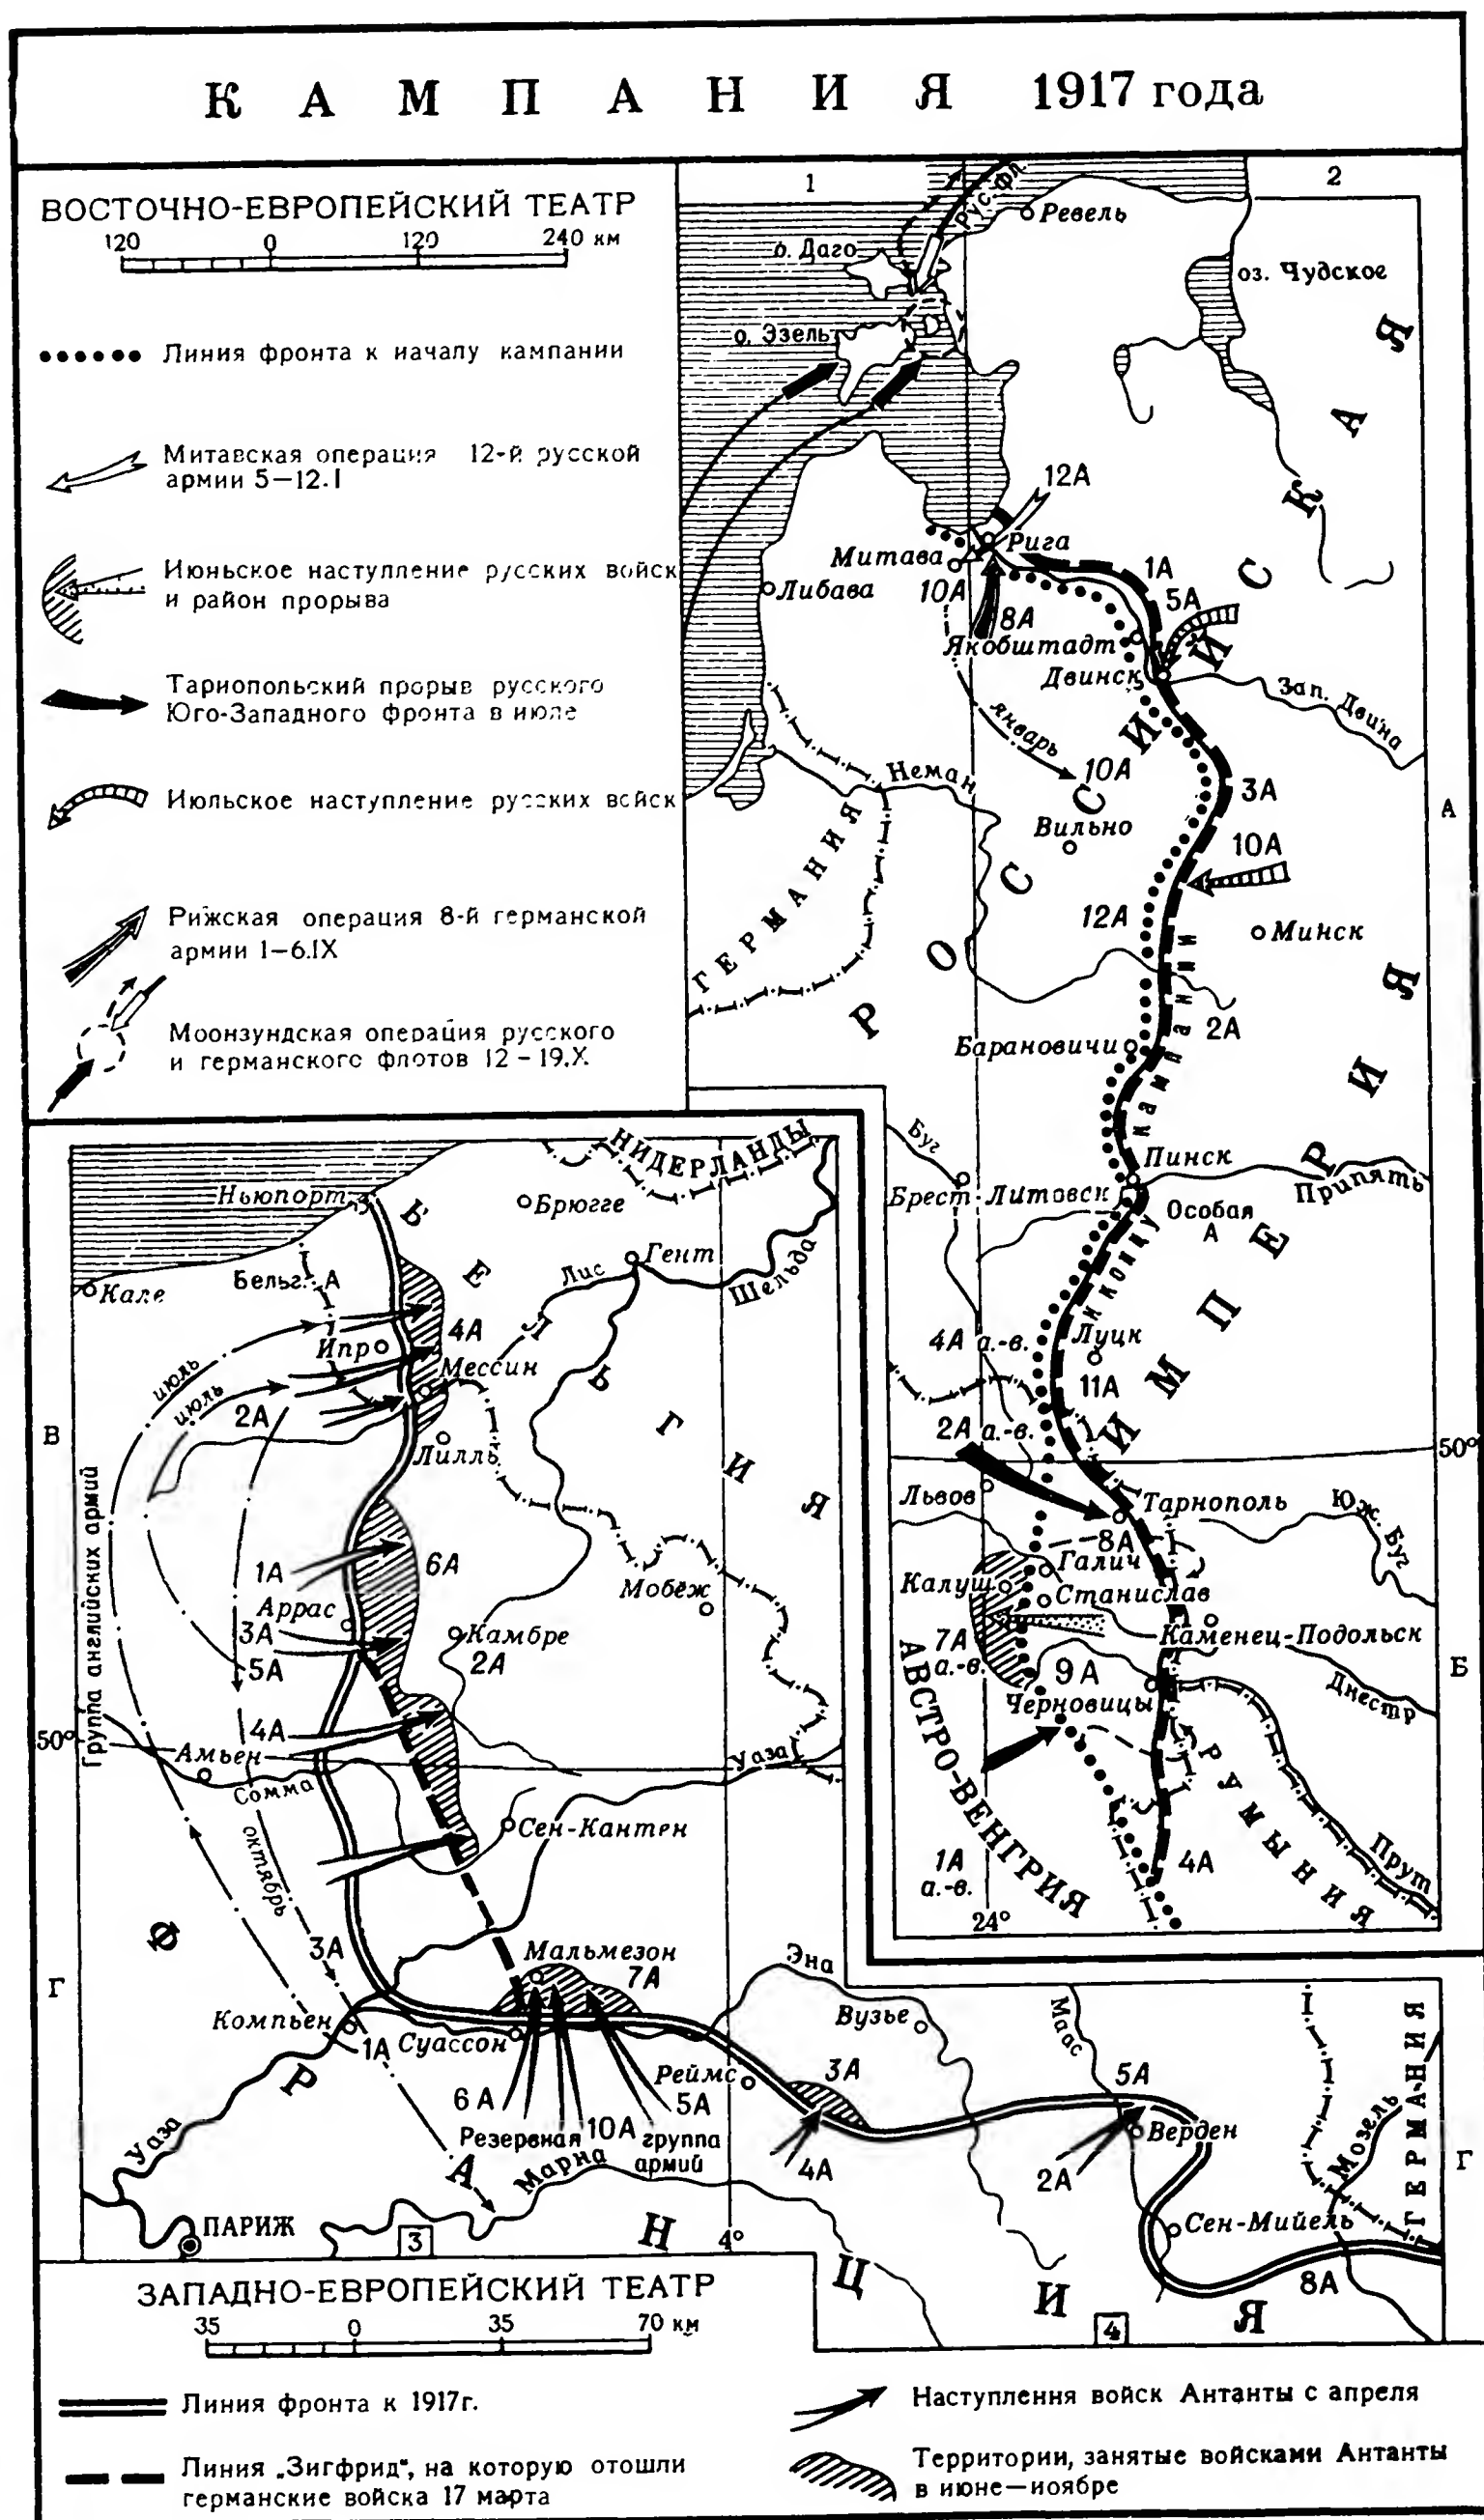 КАМПАНИЯ 1917 года
ВОСТОЧНО-ЕВРОПЕЙСКИЙ ТЕАТР
120 0 120 240 км
Линия фронта к началу кампании
Митавская операция 12-й русской
армии 5–12.I
Июньское наступление русских войск
и район прорыва
Тарнопольский прорыв русского
Юго-Западного фронта в июле
Июльское наступление русских войск
Рижская операция 8-й германской
армии 1–6.IX
Моонзундская операция русского
и германского флотов 12 – 19.X
1
2
Рус. фл.
Ревель
о. Даго
оз. Чудское
о. Эзель
12А
Рига
Митава
10А
Либава
8А
1А
5А
Якобштадт
Двинск
Зап. Двина
январь
10А
Неман
3А
А
Вильно
10А
ГЕРМАНИЯ
12А
Минск
РОССИЙСКАЯ
2А
Барановичи
к концу кампании
Буг
Пинск
Брест-Литовск
Припять
Особая
А
ИМПЕРИЯ
4А а.-в.
Луцк
11А
2А а.-в.
50°
Львов
Тарнополь
Юж. Буг
8А
Галич
Калуш
Станислав
7А
а.-в.
Каменец-Подольск
Б
9А
Днестр
Черновицы
АВСТРО-ВЕНГРИЯ
РУМЫНИЯ
1А
а.-в.
4А
Прут
24°
НИДЕРЛАНДЫ
Ньюпорт
Брюгге
БЕЛЬГИЯ
Гент
Лис
Шельда
Кале
Бельг. А
4А
Ипр
Мессин
июль
июль
2А
В
Лилль
Группа английских армий
1А
6А
Аррас
Мобёж
3А
Камбре
5А
2А
4А
50°
Амьен
Сомма
Уаза
Сен-Кантен
октябрь
3А
Мальмезон
7А
Эна
Г
Вузье
Маас
ГЕРМАНИЯ
Компьен
1А
Суассон
Реймс
3А
5А
6А
5А
Резервная 10А группа
армий
Верден
Мозель
Уаза
Марна
4А
2А
Г
ФРАНЦИЯ
ПАРИЖ
3
4°
Сен-Мийель
8А
4
ЗАПАДНО-ЕВРОПЕЙСКИЙ ТЕАТР
35 0 35 70 км
Линия фронта к 1917г.
Линия „Зигфрид“, на которую отошли
германские войска 17 марта
Наступлення войск Антанты с апреля
Территории, занятые войсками Антанты
в июне—ноябре